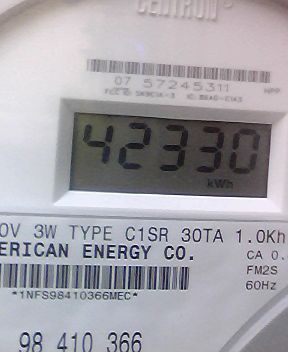 CENTRON®
07 57245311
HPP
42330
kWh
0V 3W TYPE C1SR 30TA 1.0Kh
ERICAN ENERGY CO.
CA 0.
FM2S
60Hz
*1NFS98410366MEC*
98 410 366